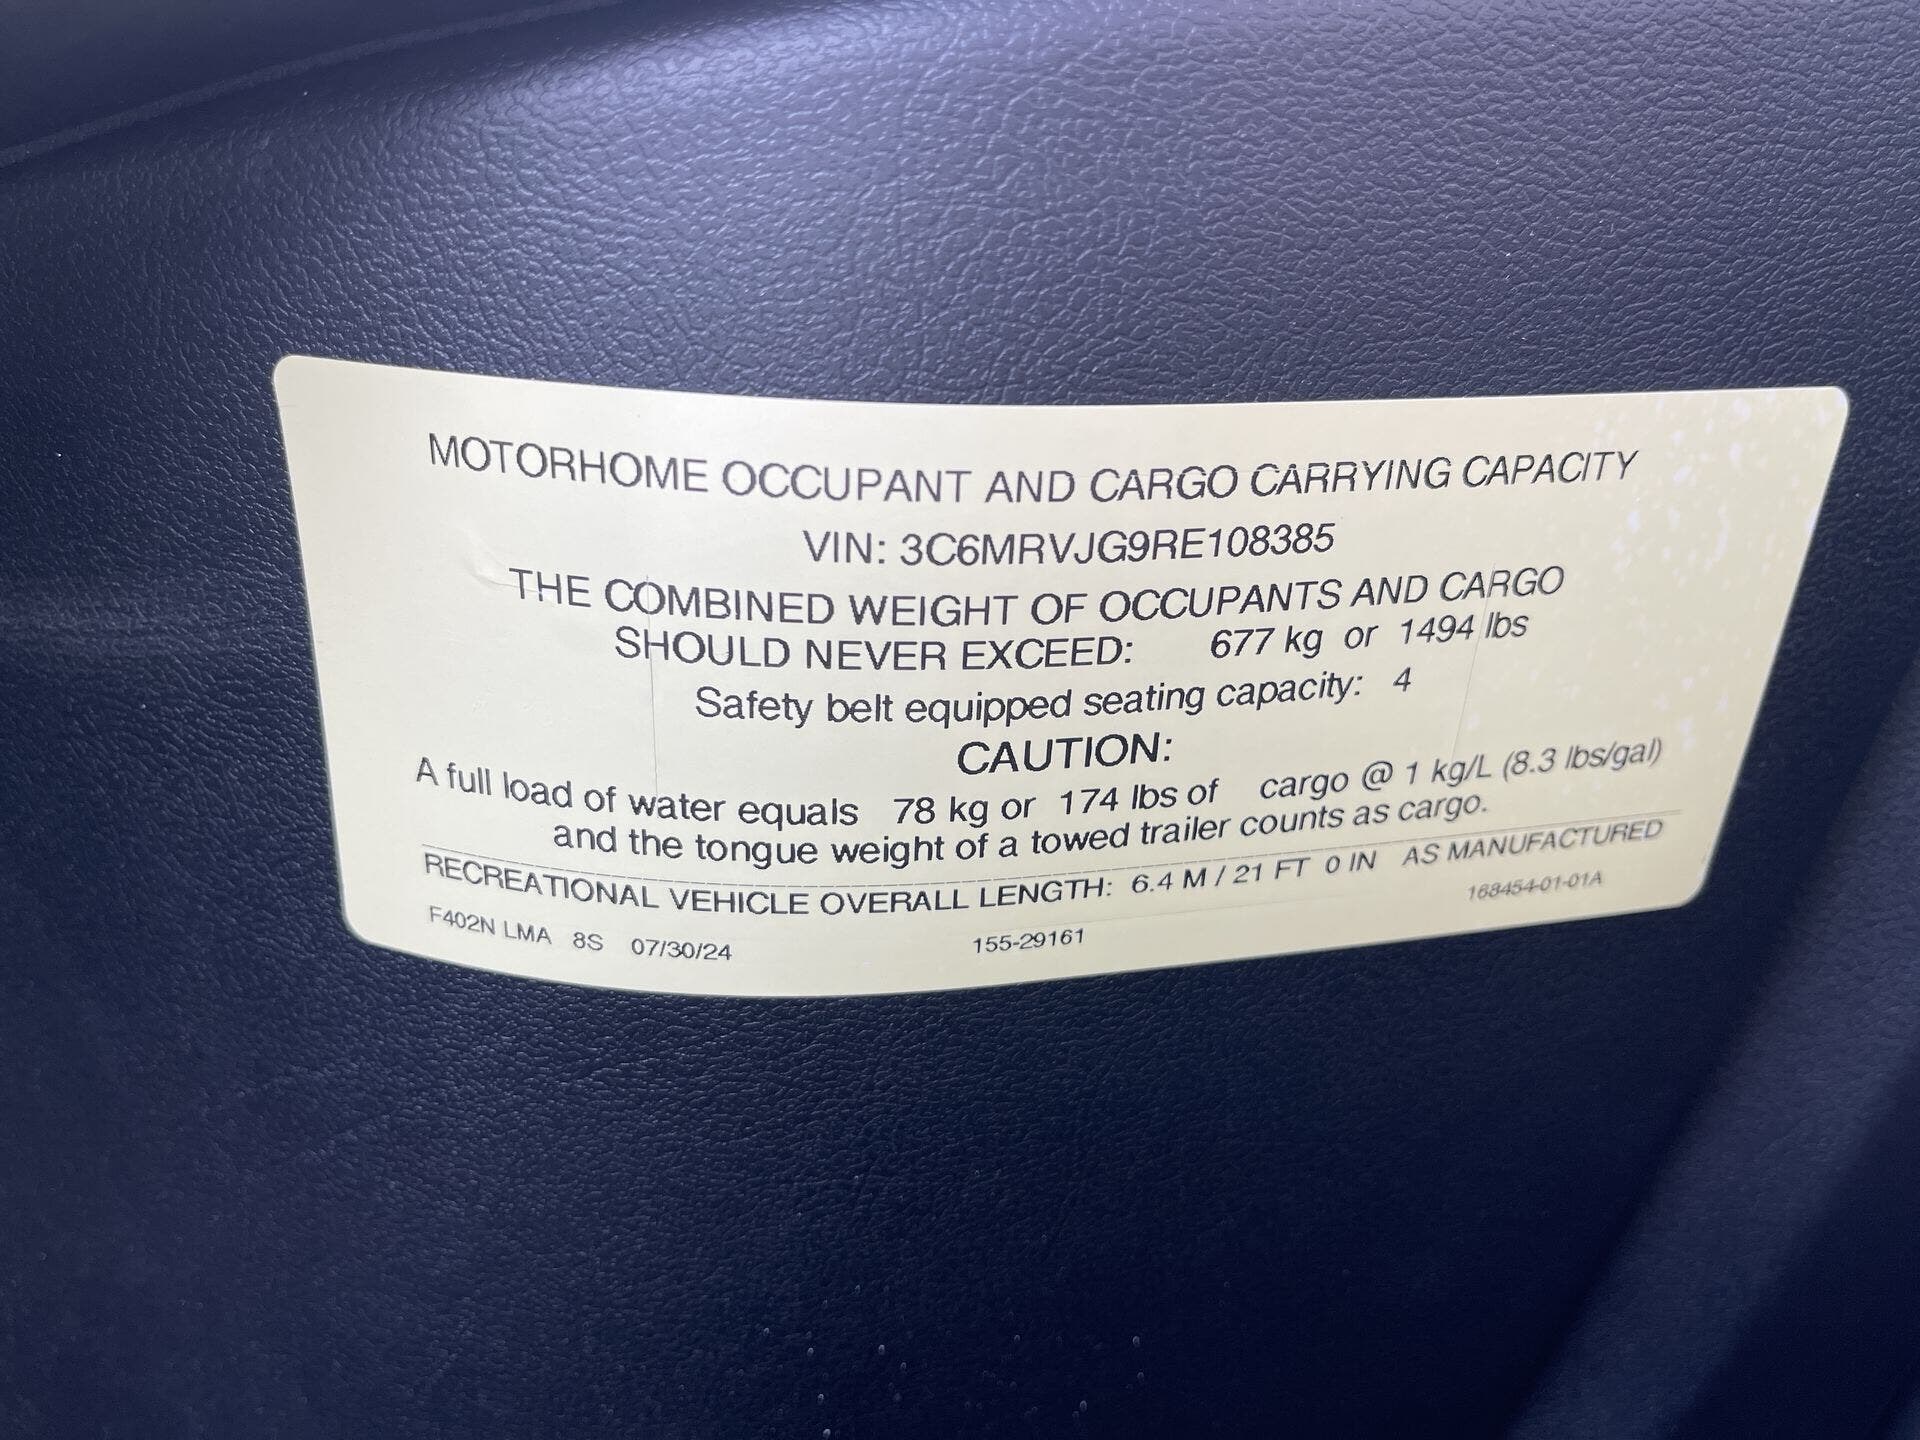 MOTORHOME OCCUPANT AND CARGO CARRYING CAPACITY
VIN: 3C6MRVJG9RE108385
THE COMBINED WEIGHT OF OCCUPANTS AND CARGO
SHOULD NEVER EXCEED: 677 kg or 1494 lbs
Safety belt equipped seating capacity: 4
CAUTION:
A full load of water equals 78 kg or 174 lbs of cargo @ 1 kg/L (8.3 lbs/gal)
and the tongue weight of a towed trailer counts as cargo.
RECREATIONAL VEHICLE OVERALL LENGTH: 6.4 M / 21 FT 0 IN AS MANUFACTURED
168454-01-01A
F402N LMA 8S 07/30/24 155-29161